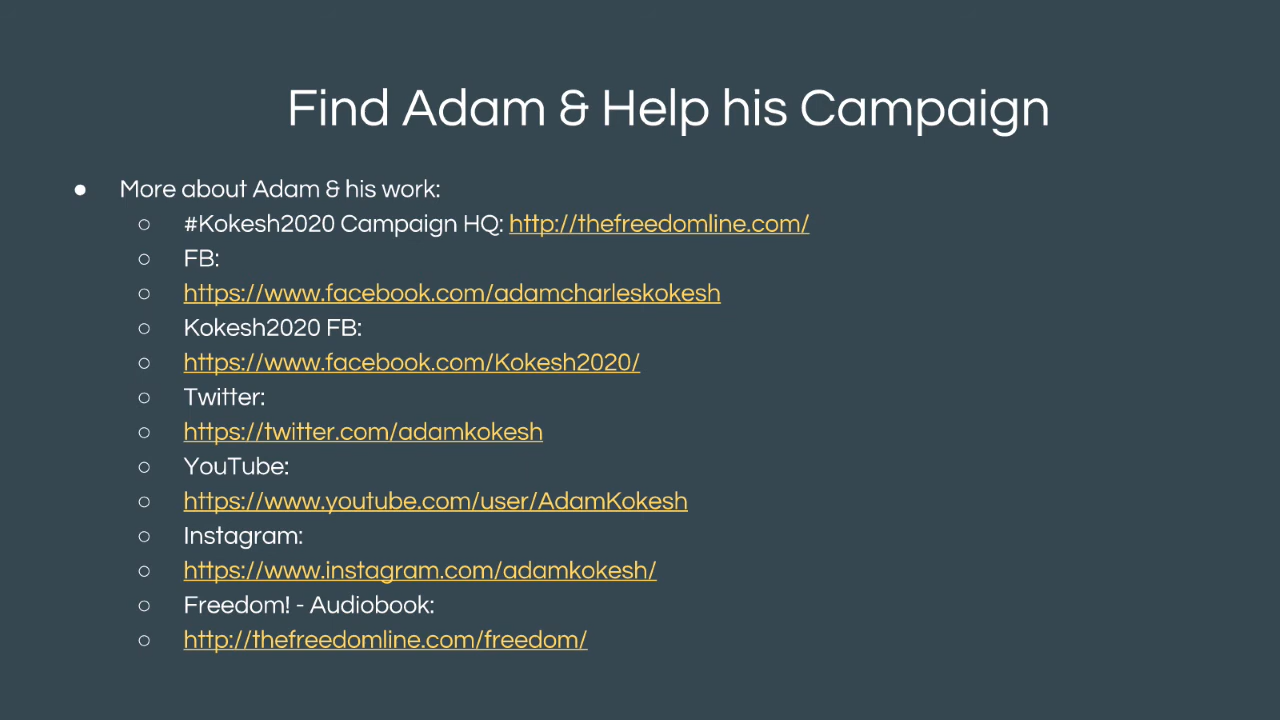 Find Adam & Help his Campaign
● More about Adam & his work:
○ #Kokesh2020 Campaign HQ: http://thefreedomline.com/
○ FB:
○ https://www.facebook.com/adamcharleskokesh
○ Kokesh2020 FB:
○ https://www.facebook.com/Kokesh2020/
○ Twitter:
○ https://twitter.com/adamkokesh
○ YouTube:
○ https://www.youtube.com/user/AdamKokesh
○ Instagram:
○ https://www.instagram.com/adamkokesh/
○ Freedom! - Audiobook:
○ http://thefreedomline.com/freedom/